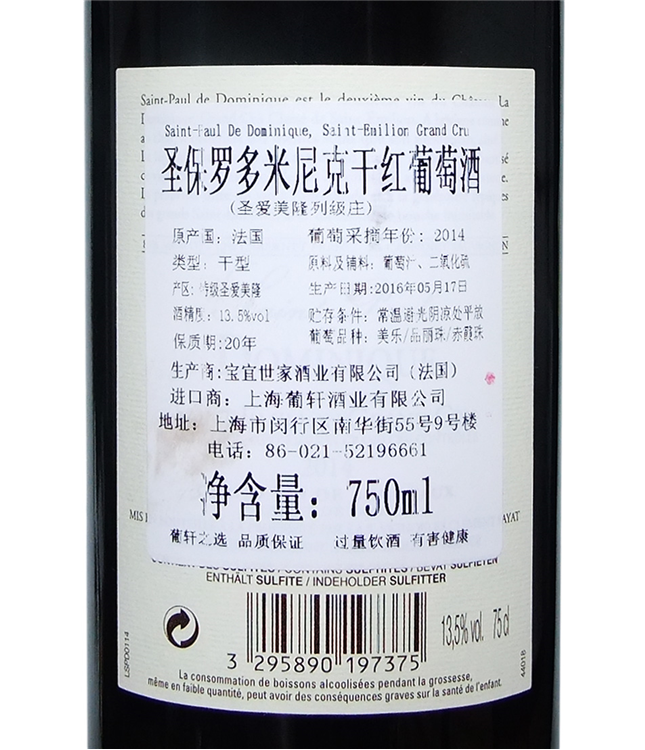 Saint-Paul de Dominique est le deuxième vin du Château La
Saint-Paul De Dominique, Saint-Emilion Grand Cru
圣保罗多米尼克干红葡萄酒
(圣爱美隆列级庄)
原产国: 法国 葡萄采摘年份: 2014
类型: 干型 原料及辅料: 葡萄汁、二氧化硫
产区: 特级圣爱美隆 生产日期:2016年05月17日
酒精度: 13.5%vol 贮存条件: 常温避光阴凉处平放
保质期:20年 葡萄品种: 美乐/品丽珠/赤霞珠
生产商:宝宜世家酒业有限公司 (法国)
进口商: 上海葡轩酒业有限公司
地址: 上海市闵行区南华街55号9号楼
电话: 86-021-52196661
净含量: 750ml
MIS AYAT
葡轩之选 品质保证 过量饮酒 有害健康
CONTAINS SULPHITES / BEVAT SULFIETEN
ENTHÄLT SULFITE / INDEHOLDER SULFITTER
LSPD0114
13,5% vol. 75 cl
3 295890 197375
44018
La consommation de boissons alcoolisées pendant la grossesse,
même en faible quantité, peut avoir des conséquences graves sur la santé de l'enfant.